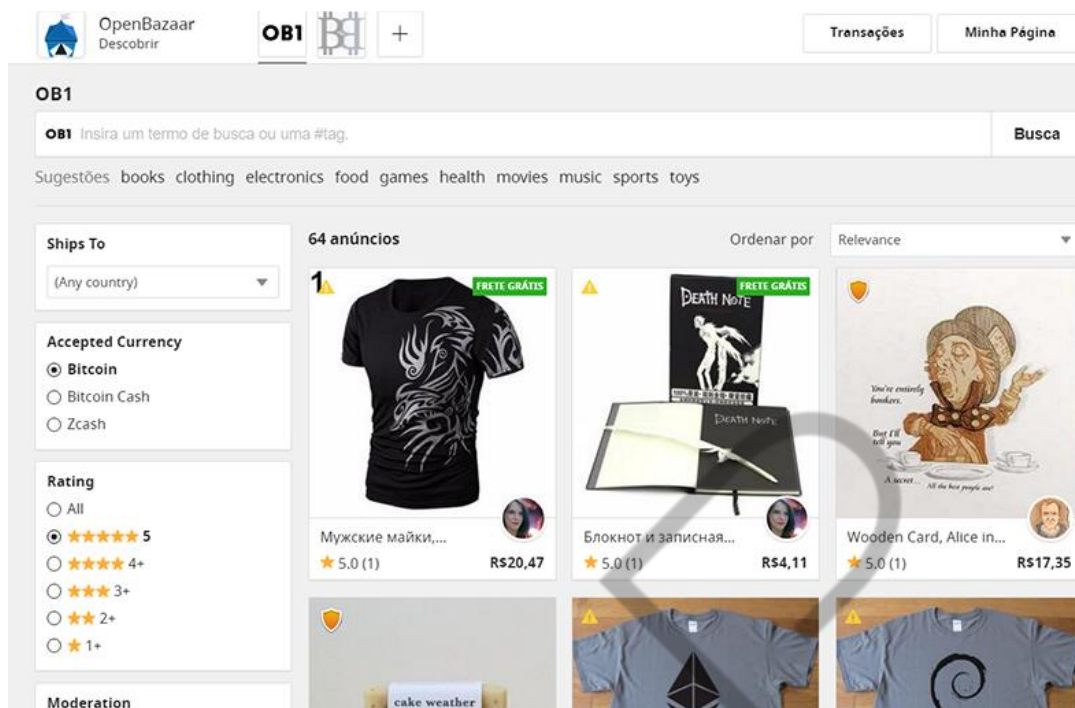 OpenBazaar
Descobrir
OB1
+
Transações
Minha Página
OB1
OB1 Insira um termo de busca ou uma #tag.
Busca
Sugestões books clothing electronics food games health movies music sports toys
Ships To
(Any country)
64 anúncios
Ordenar por
Relevance
Accepted Currency
Bitcoin
Bitcoin Cash
Zcash
Rating
All
5
4+
3+
2+
1+
Moderation
1
FRETE GRÁTIS
Мужские майки,...
5.0 (1)
R$20,47
FRETE GRÁTIS
DEATH NOTE
DEATH NOTE
Блокнот и записная...
5.0 (1)
R$4,11
You're entirely
bonkers.
But I'll
tell you
A secret... All the best people are!
Wooden Card, Alice in...
5.0 (1)
R$17,35
cake weather